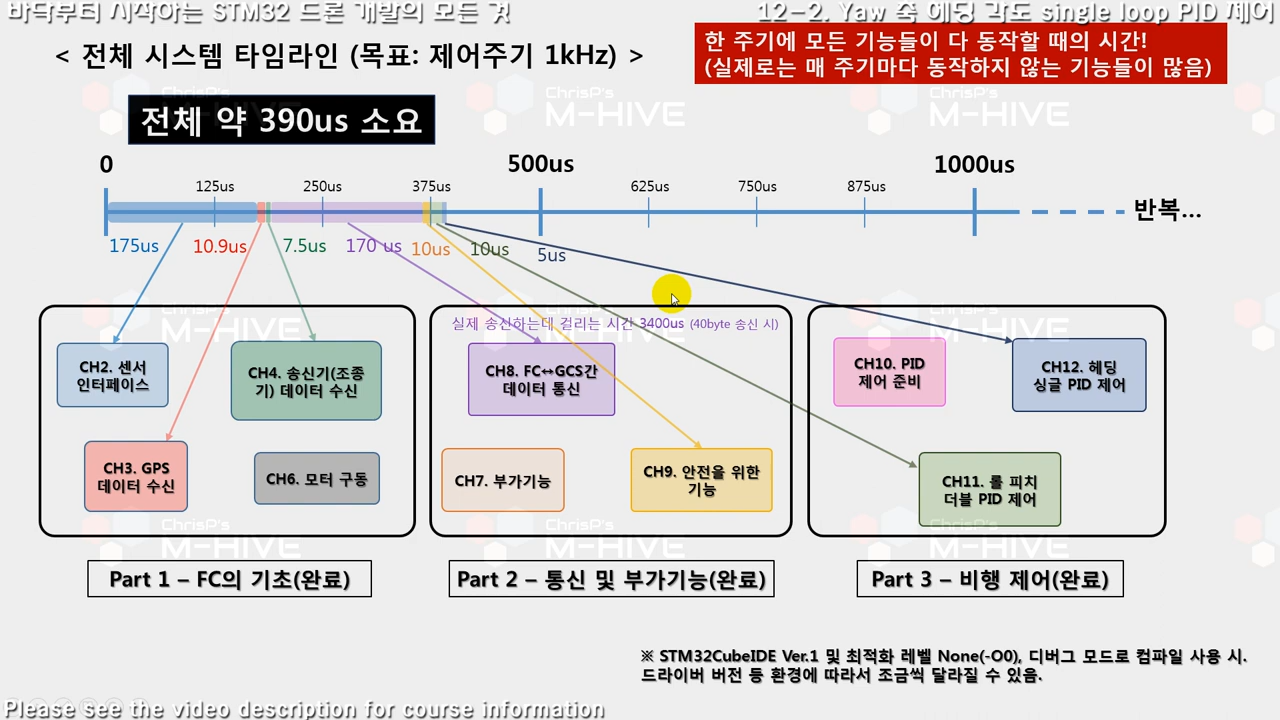 바닥부터 시작하는 STM32 드론 개발의 모든 것
12-2. Yaw 축 헤딩 각도 single loop PID 제어
< 전체 시스템 타임라인 (목표: 제어주기 1kHz) >
한 주기에 모든 기능들이 다 동작할 때의 시간!
(실제로는 매 주기마다 동작하지 않는 기능들이 많음)
전체 약 390us 소요
0
500us
1000us
125us
250us
375us
625us
750us
875us
반복...
175us
10.9us
7.5us
170 us
10us
10us
5us
실제 송신하는데 걸리는 시간 3400us (40byte 송신 시)
CH2. 센서
인터페이스
CH4. 송신기(조종
기) 데이터 수신
CH3. GPS
데이터 수신
CH6. 모터 구동
CH8. FC↔GCS간
데이터 통신
CH7. 부가기능
CH9. 안전을 위한
기능
CH10. PID
제어 준비
CH12. 헤딩
싱글 PID 제어
CH11. 롤 피치
더블 PID 제어
Part 1 – FC의 기초(완료)
Part 2 – 통신 및 부가기능(완료)
Part 3 – 비행 제어(완료)
※ STM32CubeIDE Ver.1 및 최적화 레벨 None(-O0), 디버그 모드로 컴파일 사용 시.
드라이버 버전 등 환경에 따라서 조금씩 달라질 수 있음.
Please see the video description for course information
ChrisP's
M-HIVE